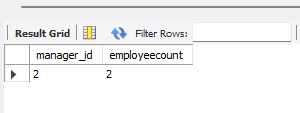 Result Grid Filter Rows:
manager_id employeecount
2 2